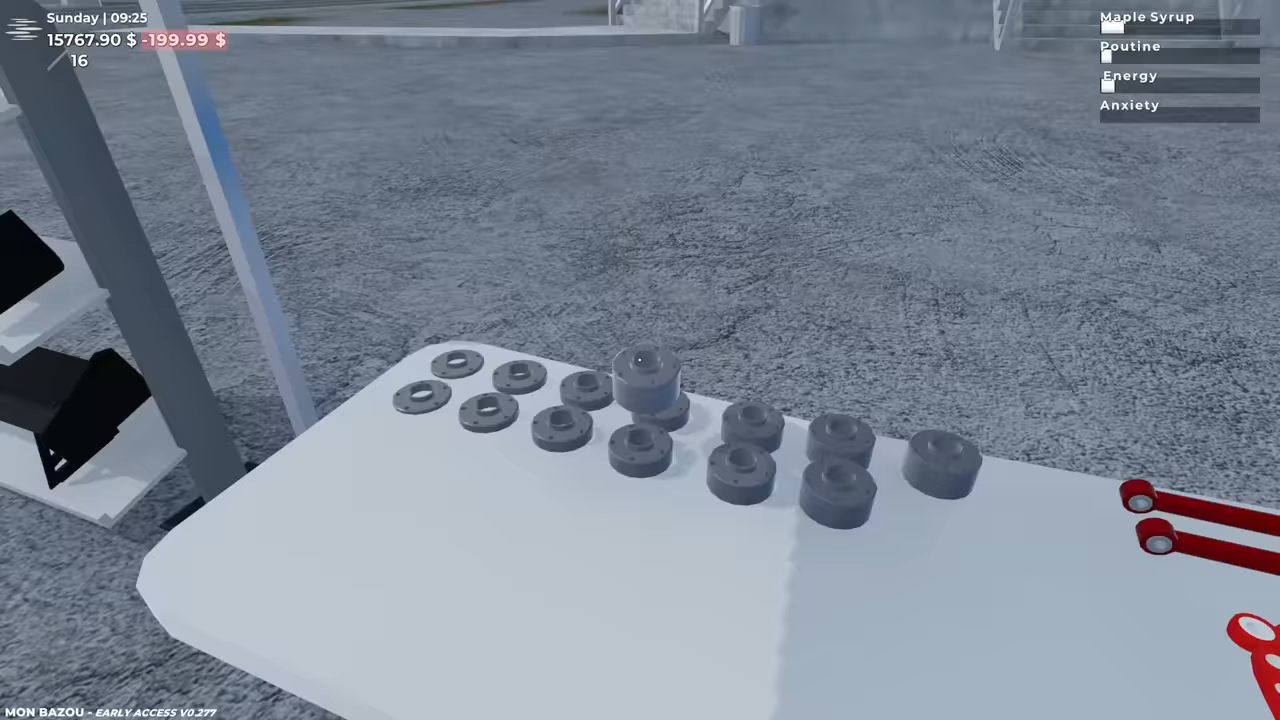 Sunday | 09:25
15767.90 $ -199.99 $
16
Maple Syrup
Poutine
Energy
Anxiety
MON BAZOU - EARLY ACCESS V0.277